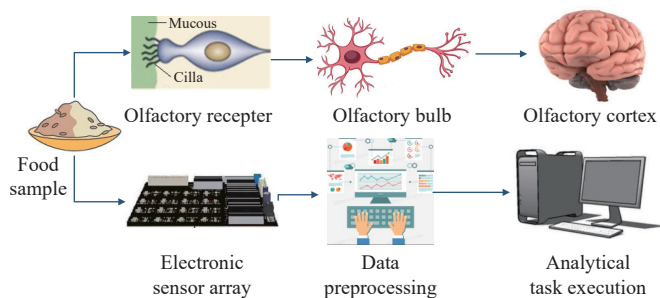 Mucous
Cilla
Olfactory recepter
Olfactory bulb
Olfactory cortex
Food
sample
Electronic
sensor array
Data
preprocessing
Analytical
task execution